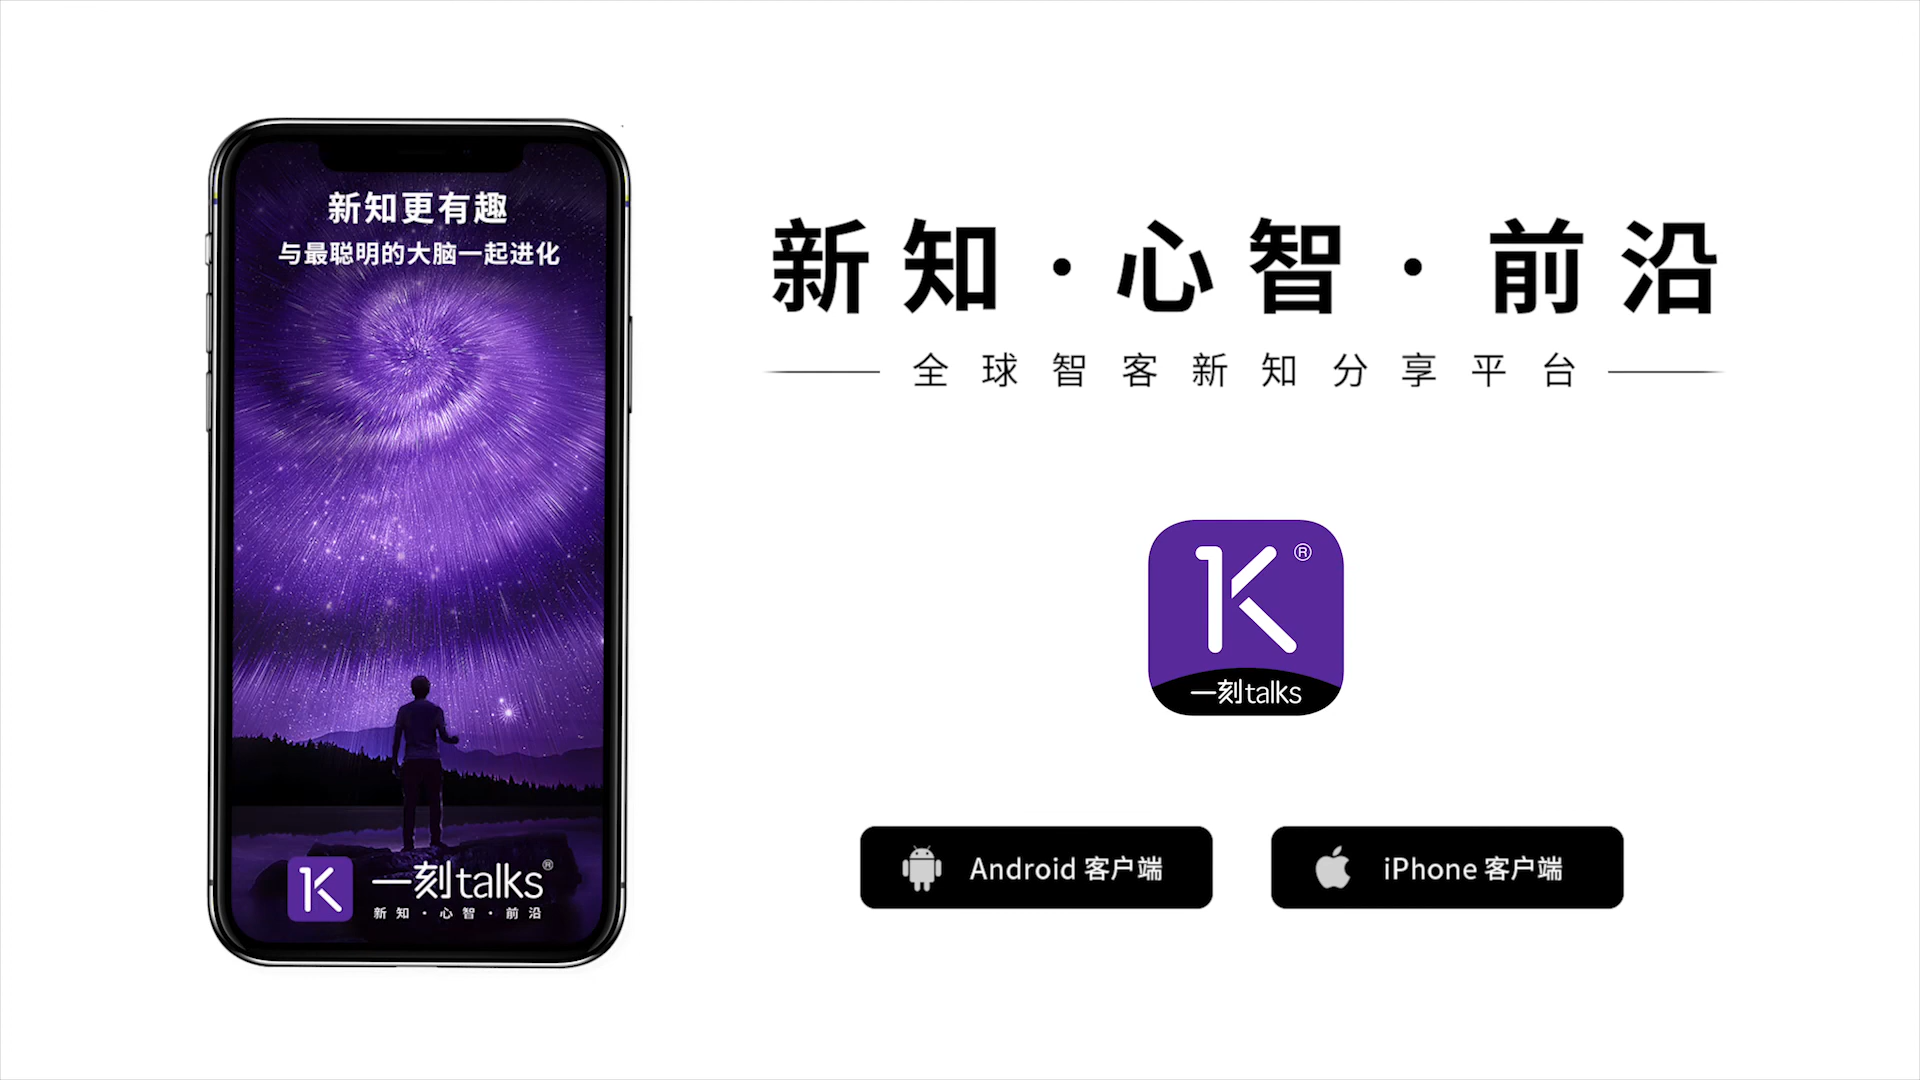 新知更有趣
与最聪明的大脑一起进化
1K 一刻talks®
新知·心智·前沿
新知·心智·前沿
全球智客新知分享平台
1K ®
一刻talks
Android 客户端
iPhone 客户端